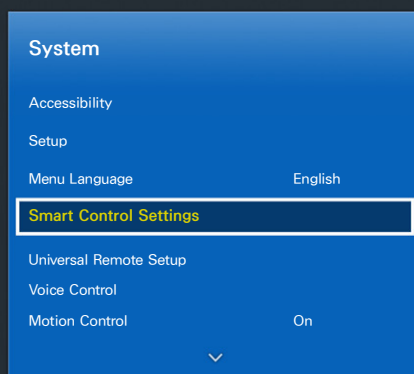 System
Accessibility
Setup
Menu Language English
Smart Control Settings
Universal Remote Setup
Voice Control
Motion Control On